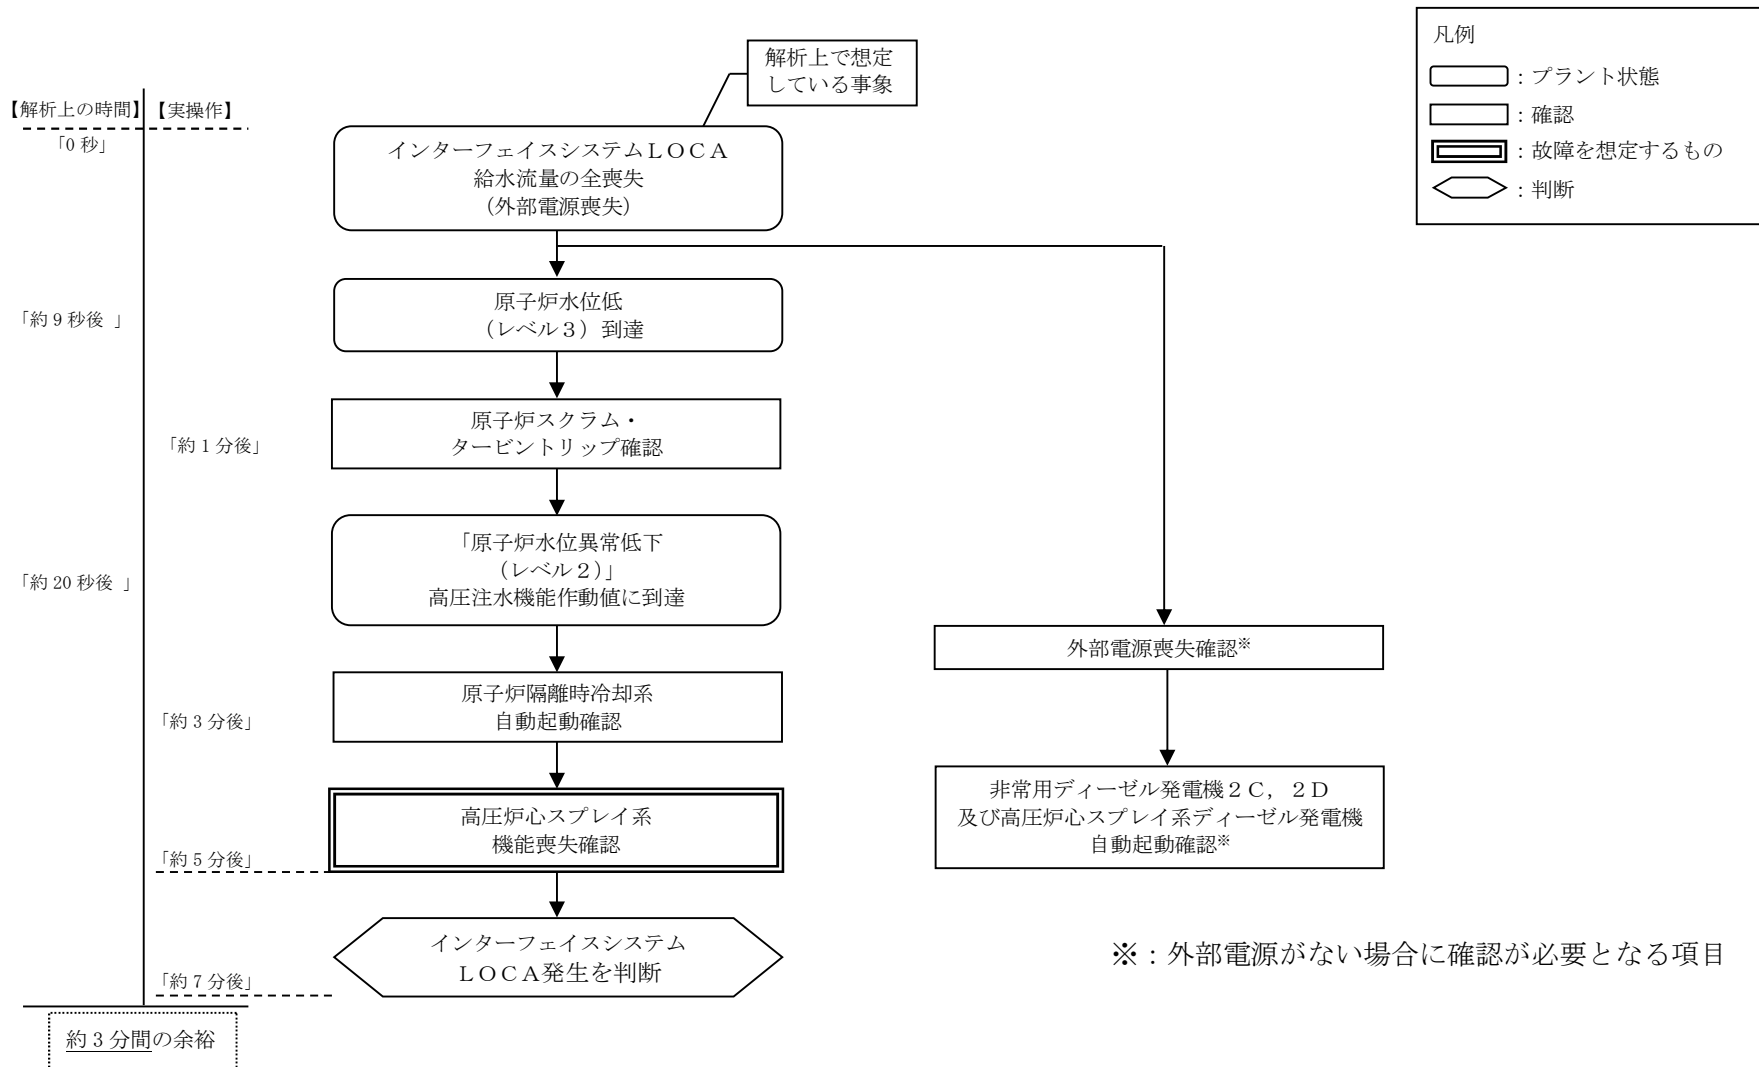 解析上で想定
している事象
凡例
：プラント状態
：確認
：故障を想定するもの
：判断
【解析上の時間】【実操作】
「0 秒」
インターフェイスシステムＬＯＣＡ
給水流量の全喪失
（外部電源喪失）
「約 9 秒後 」
原子炉水位低
（レベル３）到達
原子炉スクラム・
タービントリップ確認
「約 1 分後」
「原子炉水位異常低下
（レベル２）」
高圧注水機能作動値に到達
「約 20 秒後 」
外部電源喪失確認※
原子炉隔離時冷却系
自動起動確認
「約 3 分後」
非常用ディーゼル発電機２Ｃ，２Ｄ
及び高圧炉心スプレイ系ディーゼル発電機
自動起動確認※
高圧炉心スプレイ系
機能喪失確認
「約 5 分後」
インターフェイスシステム
ＬＯＣＡ発生を判断
※：外部電源がない場合に確認が必要となる項目
「約 7 分後」
約 3 分間の余裕